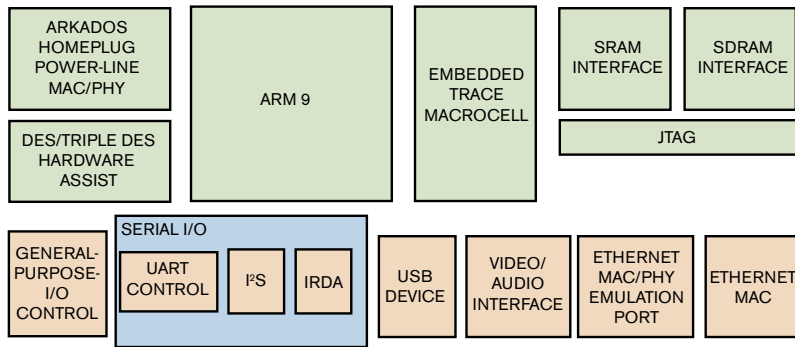 ARKADOS
HOMEPLUG
POWER-LINE
MAC/PHY
ARM 9
EMBEDDED
TRACE
MACROCELL
SRAM
INTERFACE
SDRAM
INTERFACE
DES/TRIPLE DES
HARDWARE
ASSIST
JTAG
GENERAL-
PURPOSE-
I/O
CONTROL
SERIAL I/O
UART
CONTROL
I²S
IRDA
USB
DEVICE
VIDEO/
AUDIO
INTERFACE
ETHERNET
MAC/PHY
EMULATION
PORT
ETHERNET
MAC